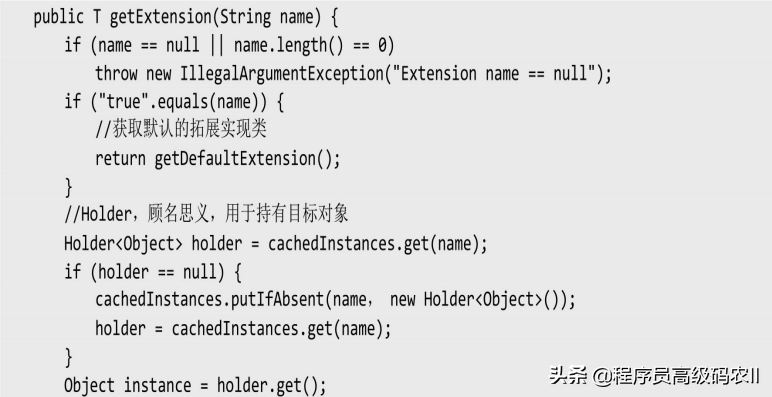 public T getExtension(String name) {
if (name == null || name.length() == 0)
throw new IllegalArgumentException("Extension name == null");
if ("true".equals(name)) {
//获取默认的拓展实现类
return getDefaultExtension();
}
//Holder，顾名思义，用于持有目标对象
Holder<Object> holder = cachedInstances.get(name);
if (holder == null) {
cachedInstances.putIfAbsent(name， new Holder<Object>());
holder = cachedInstances.get(name);
}
Object instance = holder.get();
头条 @程序员高级码农II